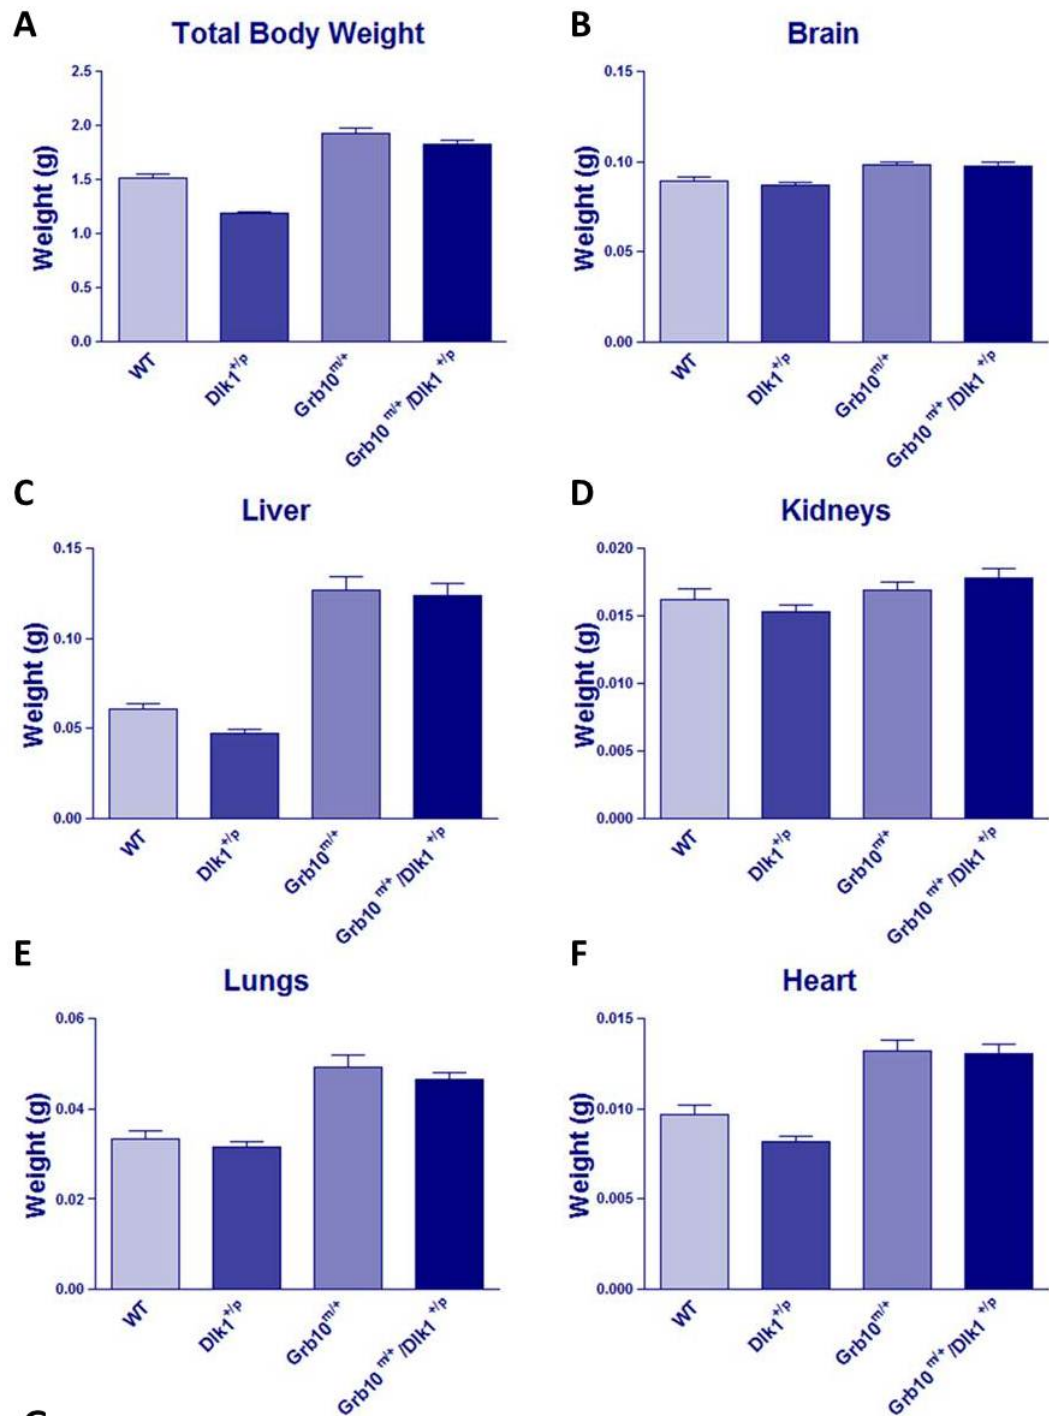 A
Total Body Weight
Weight (g)
2.5
2.0
1.5
1.0
0.5
0.0
WT
Dlk1+/p
Grb10m/+
Grb10 m/+ /Dlk1 +/p
B
Brain
Weight (g)
0.15
0.10
0.05
0.00
WT
Dlk1+/p
Grb10m/+
Grb10 m/+ /Dlk1 +/p
C
Liver
Weight (g)
0.15
0.10
0.05
0.00
WT
Dlk1+/p
Grb10m/+
Grb10 m/+ /Dlk1 +/p
D
Kidneys
Weight (g)
0.020
0.015
0.010
0.005
0.000
WT
Dlk1+/p
Grb10m/+
Grb10 m/+ /Dlk1 +/p
E
Lungs
Weight (g)
0.06
0.04
0.02
0.00
WT
Dlk1+/p
Grb10m/+
Grb10 m/+ /Dlk1 +/p
F
Heart
Weight (g)
0.015
0.010
0.005
0.000
WT
Dlk1+/p
Grb10m/+
Grb10 m/+ /Dlk1 +/p